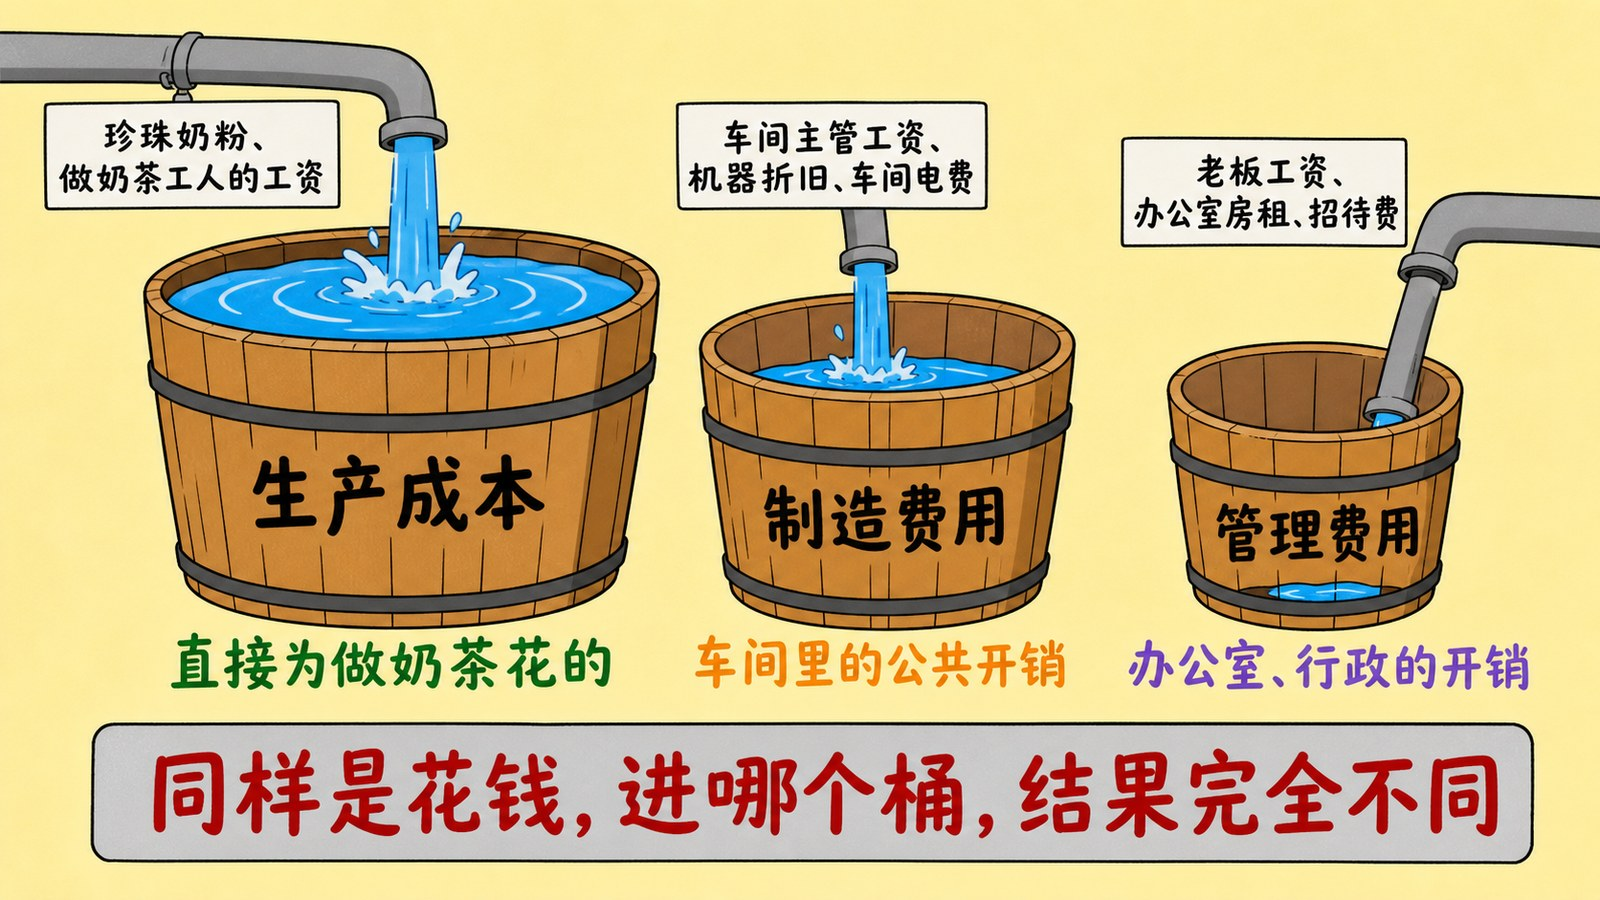 珍珠奶粉、
做奶茶工人的工资
车间主管工资、
机器折旧、车间电费
老板工资、
办公室房租、招待费
生产成本
制造费用
管理费用
直接为做奶茶花的
车间里的公共开销
办公室、行政的开销
同样是花钱,进哪个桶,结果完全不同